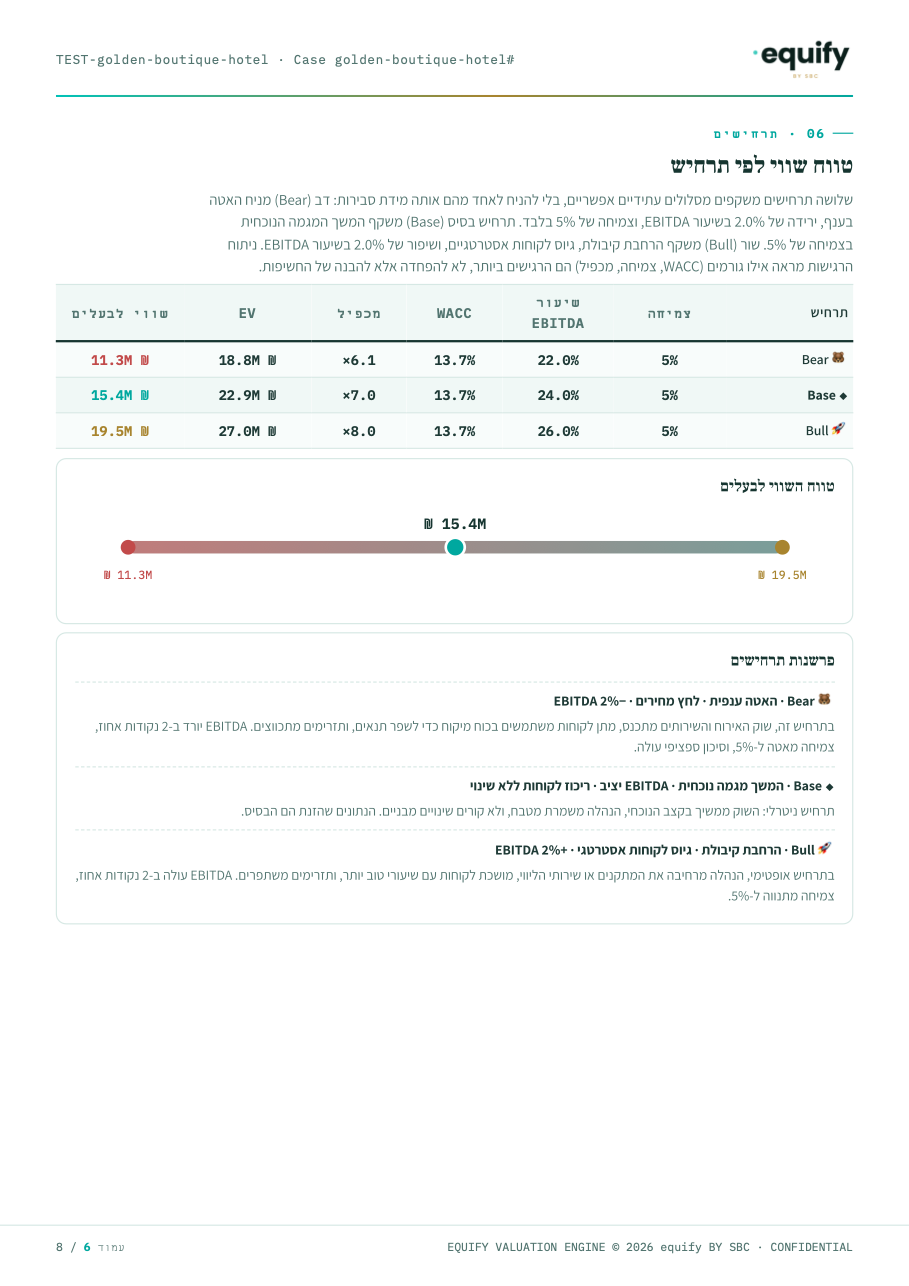 TEST-golden-boutique-hotel · Case golden-boutique-hotel#
equify
BY SBC
06 · תרחישים
טווח שווי לפי תרחיש
שלושה תרחישים משקפים מסלולים עתידיים אפשריים, בלי להניח לאחד מהם אותה מידת סבירות: דב (Bear) מניח האטה
בענף, ירידה של 2.0% בשיעור EBITDA, וצמיחה של 5% בלבד. תרחיש בסיס (Base) משקף המשך המגמה הנוכחית
בצמיחה של 5%. שור (Bull) משקף הרחבת קיבולת, גיוס לקוחות אסטרטגיים, ושיפור של 2.0% בשיעור EBITDA. ניתוח
הרגישות מראה אילו גורמים (WACC, צמיחה, מכפיל) הם הרגישים ביותר, לא להפחדה אלא להבנה של החשיפות.
תרחיש צמיחה שיעור EBITDA WACC מכפיל EV שווי לבעלים
🐻 Bear 5% 22.0% 13.7% ×6.1 18.8M ₪ 11.3M ₪
◆ Base 5% 24.0% 13.7% ×7.0 22.9M ₪ 15.4M ₪
🚀 Bull 5% 26.0% 13.7% ×8.0 27.0M ₪ 19.5M ₪
טווח השווי לבעלים
₪ 15.4M
₪ 11.3M
₪ 19.5M
פרשנות תרחישים
🐻 Bear · האטה ענפית · לחץ מחירים · −2% EBITDA
בתרחיש זה, שוק האירוח והשירותים מתכנס, מתן לקוחות משתמשים בכוח מיקוח כדי לשפר תנאים, ותזרימים מתכווצים. EBITDA יורד ב-2 נקודות אחוז,
צמיחה מאטה ל-5%, וסיכון ספציפי עולה.
◆ Base · המשך מגמה נוכחית · EBITDA יציב · ריכוז לקוחות ללא שינוי
תרחיש ניטרלי: השוק ממשיך בקצב הנוכחי, הנהלה משמרת מטבח, ולא קורים שינויים מבניים. הנתונים שהזנת הם הבסיס.
🚀 Bull · הרחבת קיבולת · גיוס לקוחות אסטרטגי · +2% EBITDA
בתרחיש אופטימי, הנהלה מרחיבה את המתקנים או שירותי הליווי, מושכת לקוחות עם שיעורי טוב יותר, ותזרימים משתפרים. EBITDA עולה ב-2 נקודות אחוז,
צמיחה מתנווה ל-5%.
עמוד 6 / 8
EQUIFY VALUATION ENGINE © 2026 equify BY SBC · CONFIDENTIAL